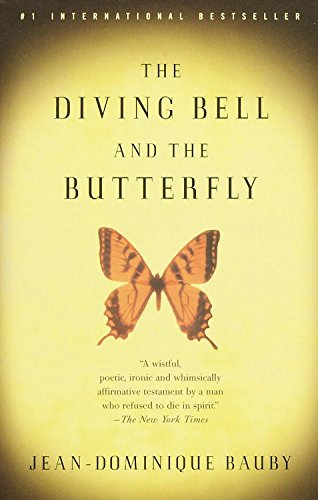 #1 INTERNATIONAL BESTSELLER
THE
DIVING BELL
AND THE
BUTTERFLY
"A wistful,
poetic, ironic and whimsically
affirmative testament by a man
who refused to die in spirit."
—The New York Times
JEAN-DOMINIQUE BAUBY